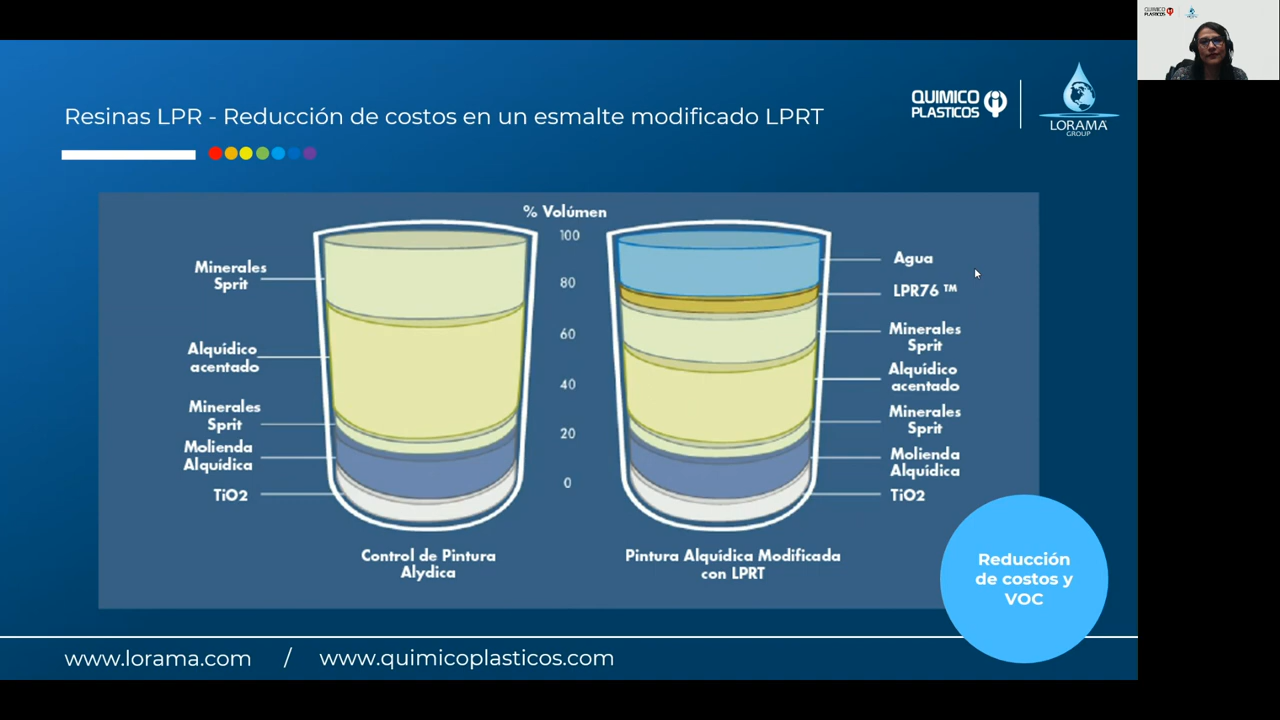 Resinas LPR - Reducción de costos en un esmalte modificado LPRT
QUIMICO
PLASTICOS
LORAMA
GROUP
QUIMICO
PLASTICOS
% Volúmen
100
80
60
40
20
0
Minerales
Sprit
Alquídico
acentado
Minerales
Sprit
Molienda
Alquídica
TiO2
Agua
LPR76 ™
Minerales
Sprit
Alquídico
acentado
Minerales
Sprit
Molienda
Alquídica
TiO2
Control de Pintura
Alydica
Pintura Alquídica Modificada
con LPRT
Reducción
de costos y
VOC
www.lorama.com / www.quimicoplasticos.com